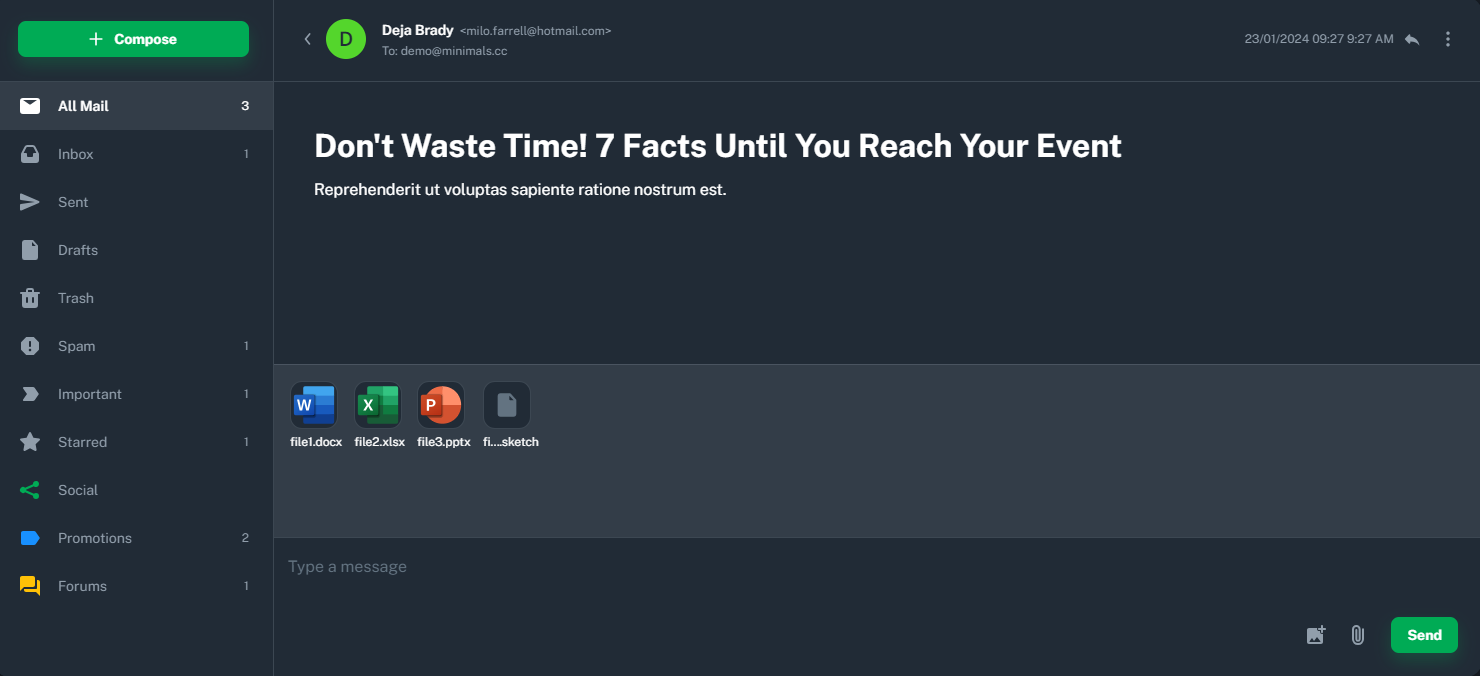 Compose
All Mail 3
Inbox 1
Sent
Drafts
Trash
Spam 1
Important 1
Starred 1
Social
Promotions 2
Forums 1
D
Deja Brady <milo.farrell@hotmail.com>
To: demo@minimals.cc
23/01/2024 09:27 9:27 AM
Don't Waste Time! 7 Facts Until You Reach Your Event
Reprehenderit ut voluptas sapiente ratione nostrum est.
W X P
file1.docx file2.xlsx file3.pptx fi....sketch
Type a message
Send